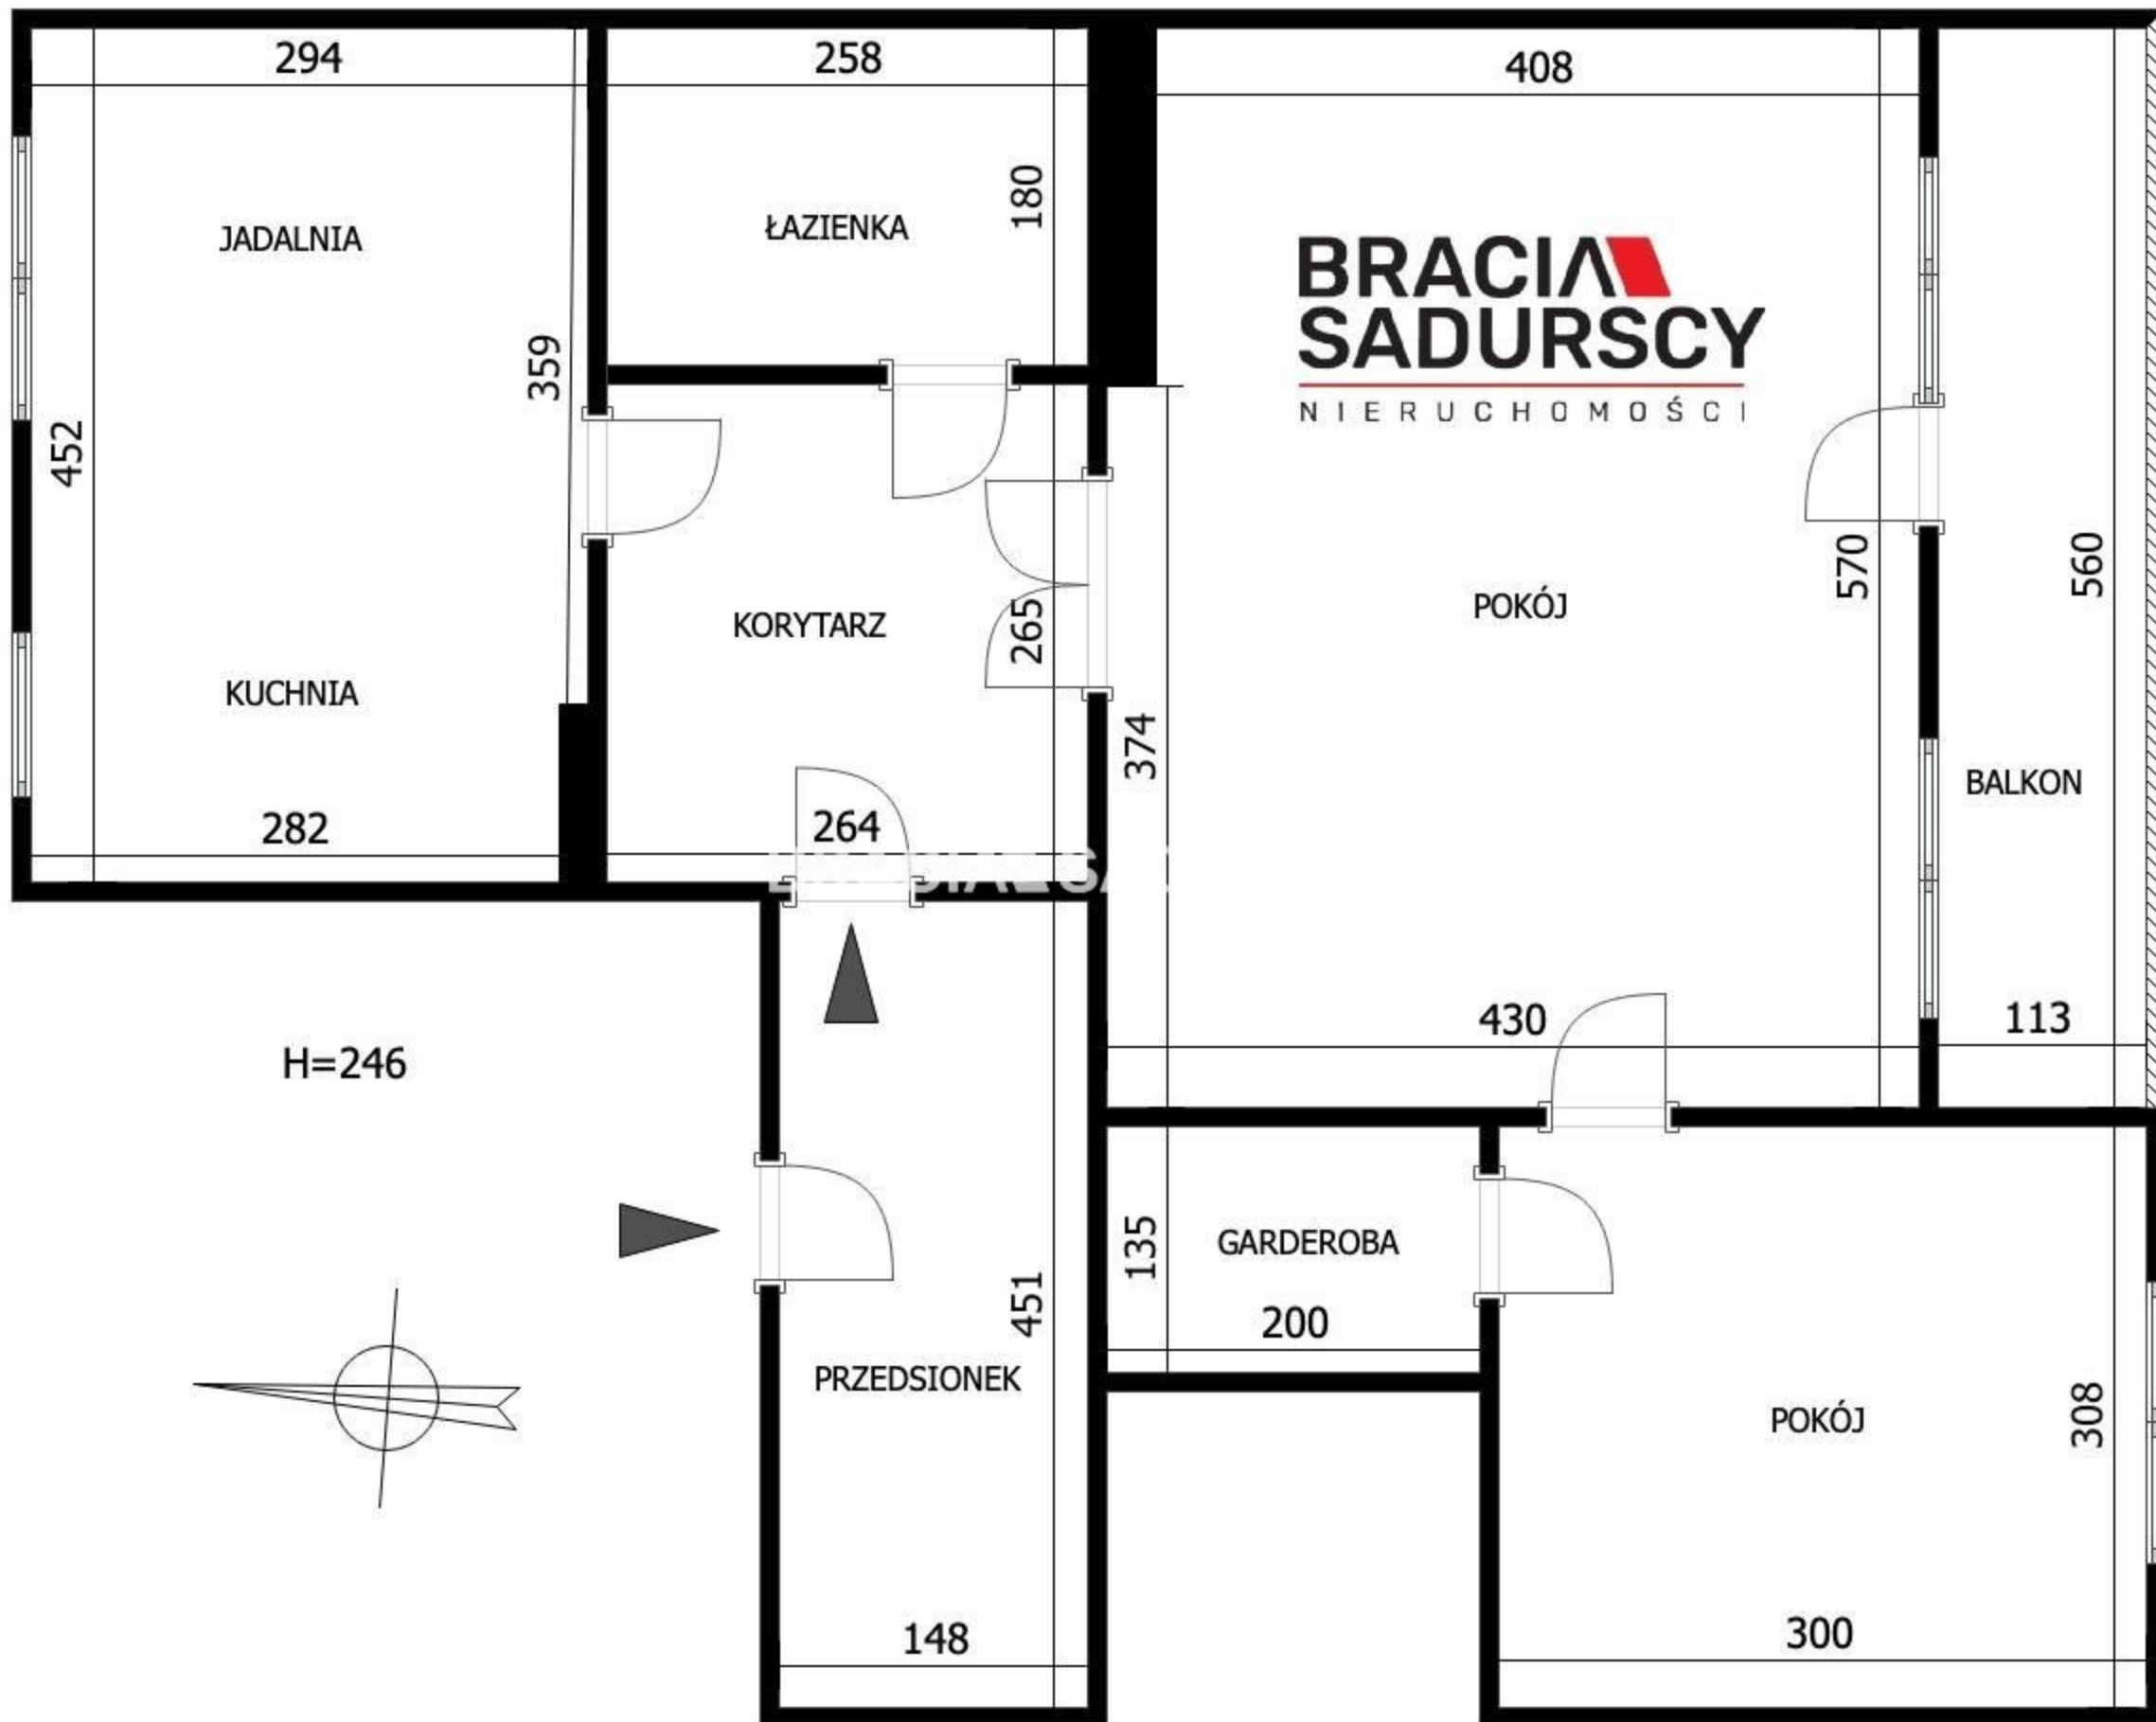 294
258
408
180
JADALNIA
ŁAZIENKA
BRACIA
SADURSCY
NIERUCHOMOŚCI
359
452
570
560
POKÓJ
KORYTARZ
265
KUCHNIA
374
BALKON
282
264
430
113
H=246
135
GARDEROBA
200
451
PRZEDSIONEK
308
POKÓJ
148
300